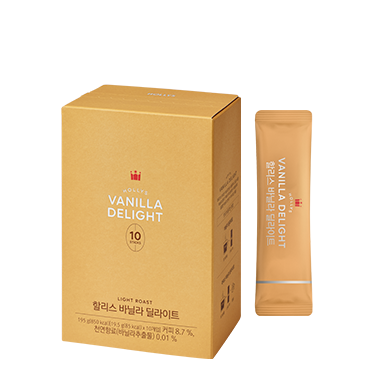 HOLLYS
VANILLA
DELIGHT
10
STICKS
LIGHT ROAST
할리스 바닐라 딜라이트
커피 8.7 %,
천연향료(바닐라추출물) 0.01 %
VANILLA DELIGHT
할리스 바닐라 딜라이트